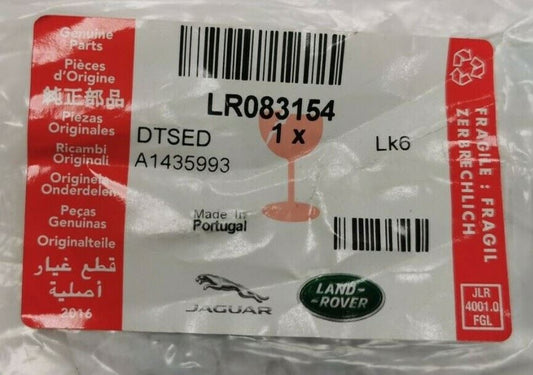 Genuine
Parts
Pièces
d'Origine
純正部品
Piezas
Originales
Ricambi
Originali
Originele
Onderdelen
Peças
Genuinas
Originalteile
قطع غيار
أصلية
2016
LR083154
1 x
DTSED
A1435993
Lk6
Made In
Portugal
JAGUAR
LAND-
-ROVER
FRAGILE : FRAGIL
ZERBRECHLICH
JLR
4001.0
FGL